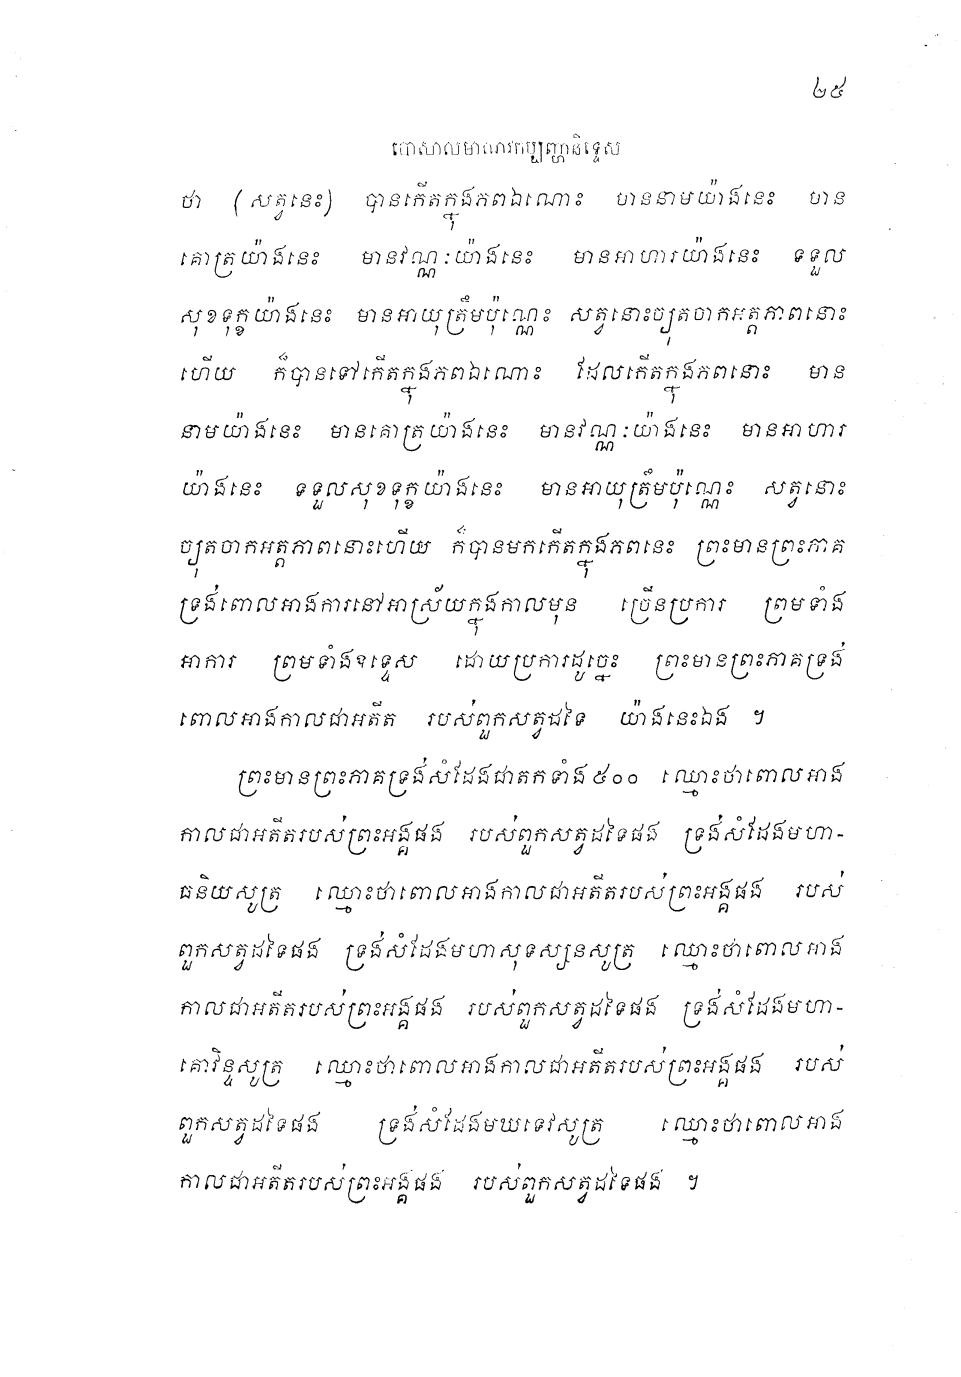 ២៥
បោសាលមាណវកប្បញ្ហានិទ្ទេស
ថា (សត្វនេះ) បានកើតក្នុងភពឯណោះ មាននាមយ៉ាងនេះ មាន
គោត្រយ៉ាងនេះ មានវណ្ណៈយ៉ាងនេះ មានអាហារយ៉ាងនេះ ទទួល
សុខទុក្ខយ៉ាងនេះ មានអាយុត្រឹមប៉ុណ្ណេះ សត្វនោះច្យុតចាកអត្តភាពនោះ
ហើយ ក៏បានទៅកើតក្នុងភពឯណោះ ដែលកើតក្នុងភពនោះ មាន
នាមយ៉ាងនេះ មានគោត្រយ៉ាងនេះ មានវណ្ណៈយ៉ាងនេះ មានអាហារ
យ៉ាងនេះ ទទួលសុខទុក្ខយ៉ាងនេះ មានអាយុត្រឹមប៉ុណ្ណេះ សត្វនោះ
ច្យុតចាកអត្តភាពនោះហើយ ក៏បានមកកើតក្នុងភពនេះ ព្រះមានព្រះភាគ
ទ្រង់ពោលអាងការនៅអាស្រ័យក្នុងកាលមុន ច្រើនប្រការ ព្រមទាំង
អាការ ព្រមទាំងឧទ្ទេស ដោយប្រការដូច្នេះ ព្រះមានព្រះភាគទ្រង់
ពោលអាងកាលជាអតីត របស់ពួកសត្វដទៃ យ៉ាងនេះឯង ។
ព្រះមានព្រះភាគទ្រង់សំដែងជាតកទាំង៥០០ ឈ្មោះថាពោលអាង
កាលជាអតីតរបស់ព្រះអង្គផង របស់ពួកសត្វដទៃផង ទ្រង់សំដែងមហា-
ធនិយសូត្រ ឈ្មោះថាពោលអាងកាលជាអតីតរបស់ព្រះអង្គផង របស់
ពួកសត្វដទៃផង ទ្រង់សំដែងមហាសុទស្សនសូត្រ ឈ្មោះថាពោលអាង
កាលជាអតីតរបស់ព្រះអង្គផង របស់ពួកសត្វដទៃផង ទ្រង់សំដែងមហា-
គោវិន្ទសូត្រ ឈ្មោះថាពោលអាងកាលជាអតីតរបស់ព្រះអង្គផង របស់
ពួកសត្វដទៃផង ទ្រង់សំដែងមឃទេវសូត្រ ឈ្មោះថាពោលអាង
កាលជាអតីតរបស់ព្រះអង្គផង របស់ពួកសត្វដទៃផង ។